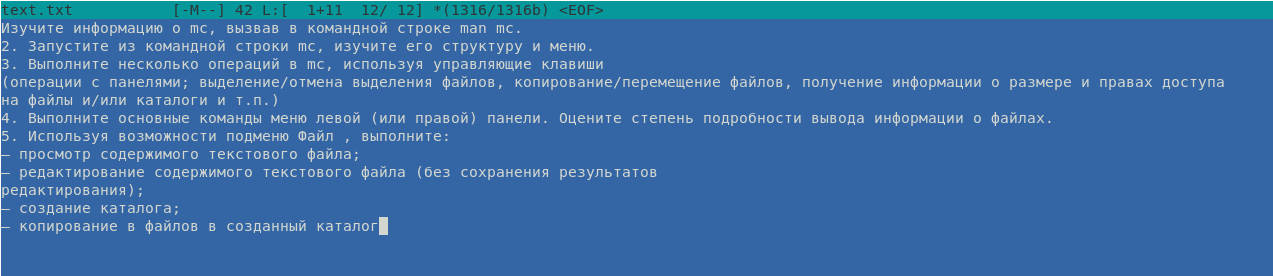 text.txt [-M--] 42 L:[ 1+11 12/ 12] *(1316/1316b) <EOF>
Изучите информацию о mc, вызвав в командной строке man mc.
2. Запустите из командной строки mc, изучите его структуру и меню.
3. Выполните несколько операций в mc, используя управляющие клавиши
(операции с панелями; выделение/отмена выделения файлов, копирование/перемещение файлов, получение информации о размере и правах доступа
на файлы и/или каталоги и т.п.)
4. Выполните основные команды меню левой (или правой) панели. Оцените степень подробности вывода информации о файлах.
5. Используя возможности подменю Файл , выполните:
— просмотр содержимого текстового файла;
— редактирование содержимого текстового файла (без сохранения результатов
редактирования);
— создание каталога;
— копирование в файлов в созданный каталог